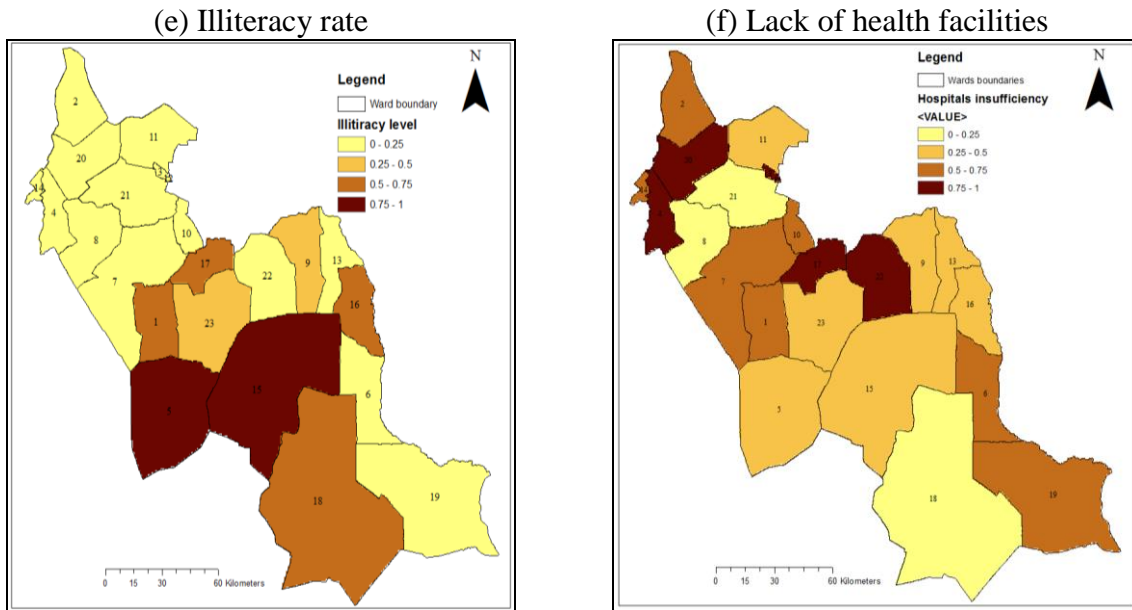 (e) Illiteracy rate
N
Legend
Ward boundary
Illitiracy level
0 - 0.25
0.25 - 0.5
0.5 - 0.75
0.75 - 1
2
11
20
3
12
14
21
4
8
10
7
17
22
9
13
16
1
23
5
15
6
18
19
0 15 30 60 Kilometers
(f) Lack of health facilities
N
Legend
Wards boundaries
Hospitals insufficiency
<VALUE>
0 - 0.25
0.25 - 0.5
0.5 - 0.75
0.75 - 1
2
11
20
21
8
10
7
17
22
9
13
16
1
23
5
15
6
18
19
0 15 30 60 Kilometers